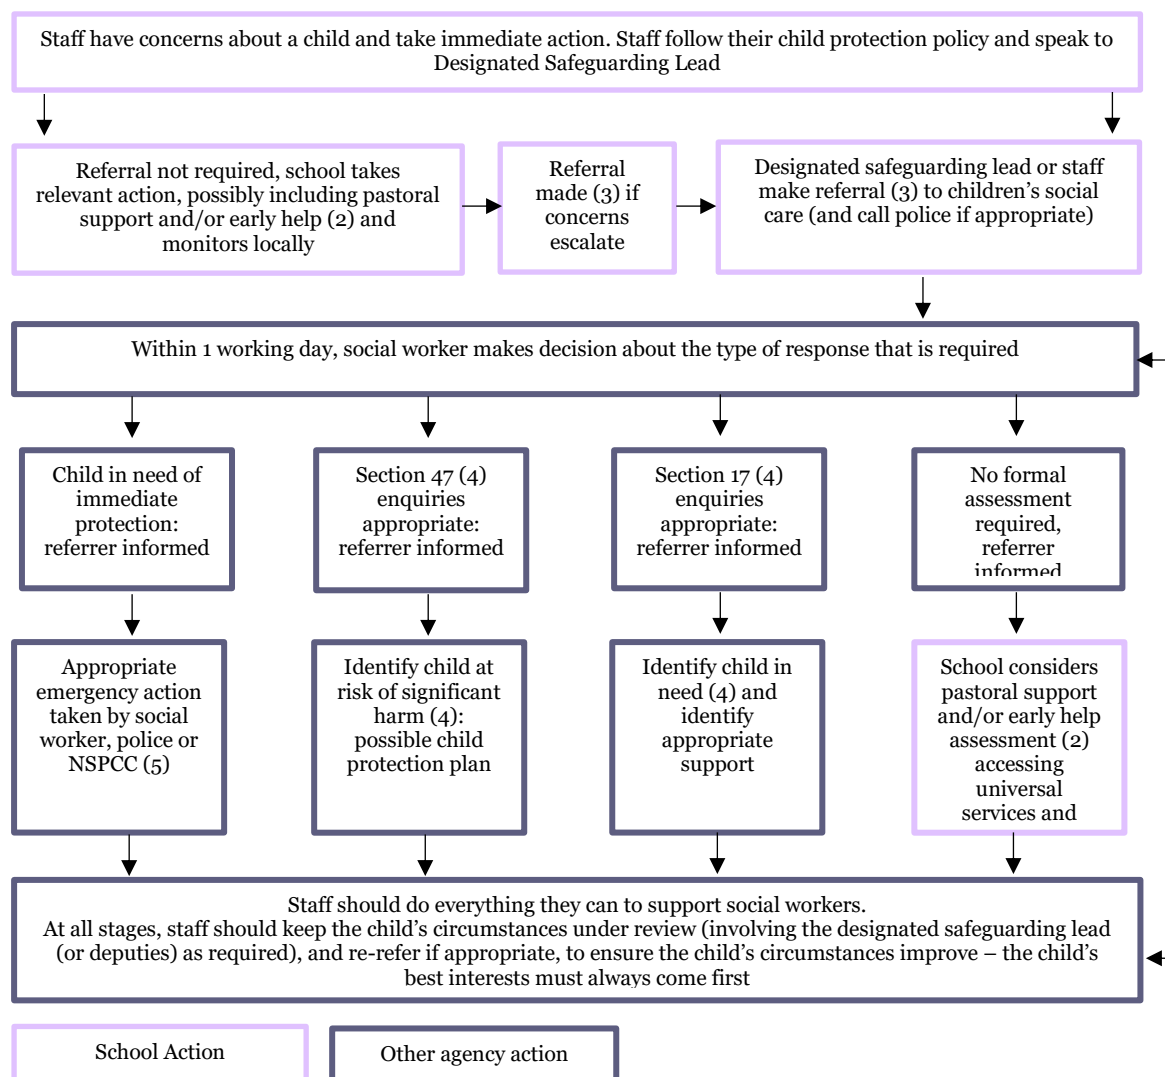 Staff have concerns about a child and take immediate action. Staff follow their child protection policy and speak to
Designated Safeguarding Lead
Referral not required, school takes
relevant action, possibly including pastoral
support and/or early help (2) and
monitors locally
Referral
made (3) if
concerns
escalate
Designated safeguarding lead or staff
make referral (3) to children’s social
care (and call police if appropriate)
Within 1 working day, social worker makes decision about the type of response that is required
Child in need of
immediate
protection:
referrer informed
Section 47 (4)
enquiries
appropriate:
referrer informed
Section 17 (4)
enquiries
appropriate:
referrer informed
No formal
assessment
required,
referrer
informed
Appropriate
emergency action
taken by social
worker, police or
NSPCC (5)
Identify child at
risk of significant
harm (4):
possible child
protection plan
Identify child in
need (4) and
identify
appropriate
support
School considers
pastoral support
and/or early help
assessment (2)
accessing
universal
services and
Staff should do everything they can to support social workers.
At all stages, staff should keep the child’s circumstances under review (involving the designated safeguarding lead
(or deputies) as required), and re-refer if appropriate, to ensure the child’s circumstances improve – the child’s
best interests must always come first
School Action
Other agency action